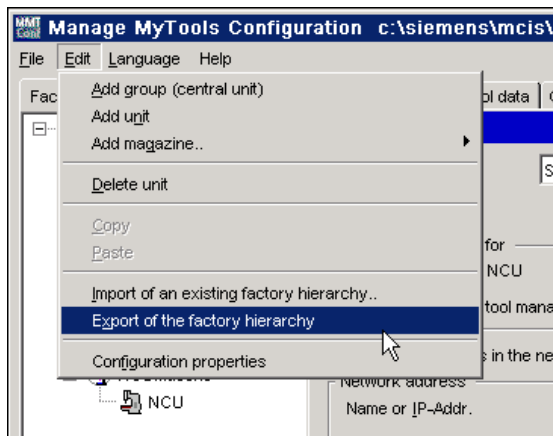 MMT Conf Manage MyTools Configuration c:\siemens\mcis\
File Edit Language Help
Fac
ol data
Add group (central unit)
Add unit
Add magazine..
Delete unit
Copy
Paste
for
Import of an existing factory hierarchy..
NCU
Export of the factory hierarchy
tool mana
Configuration properties
s in the ne
Network address
NCU
Name or IP-Addr.